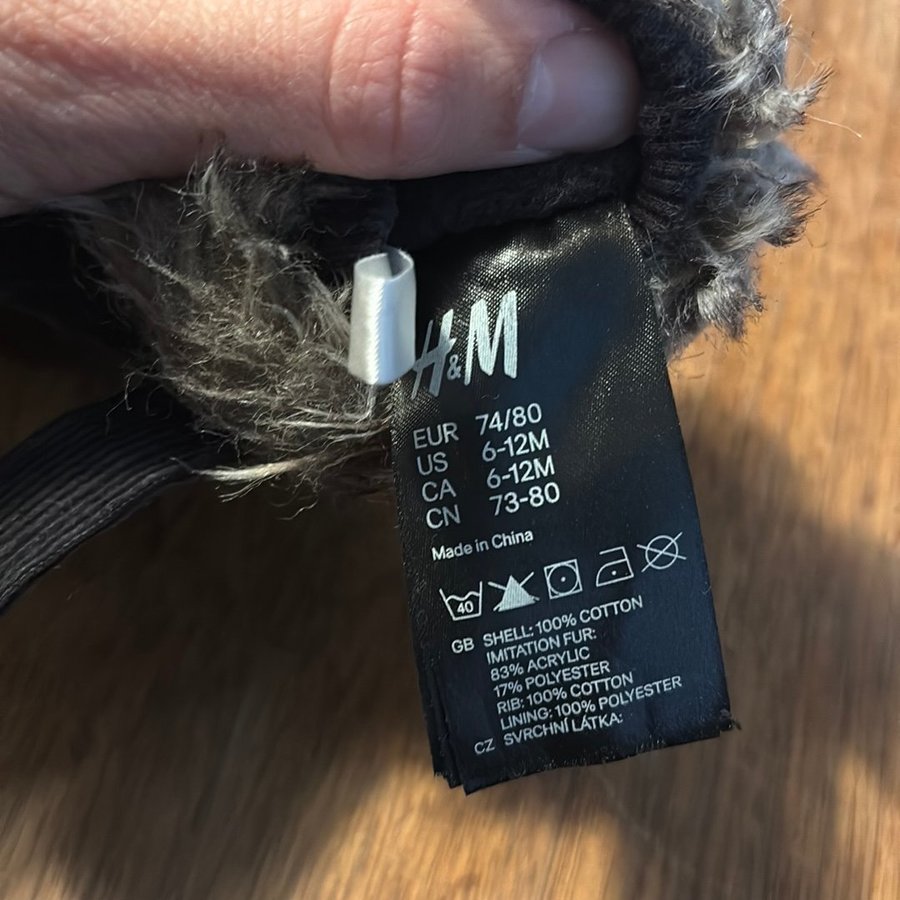 H&M
EUR 74/80
US 6-12M
CA 6-12M
CN 73-80
Made in China
40
GB SHELL: 100% COTTON
IMITATION FUR:
83% ACRYLIC
17% POLYESTER
RIB: 100% COTTON
LINING: 100% POLYESTER
CZ SVRCHNÍ LÁTKA: